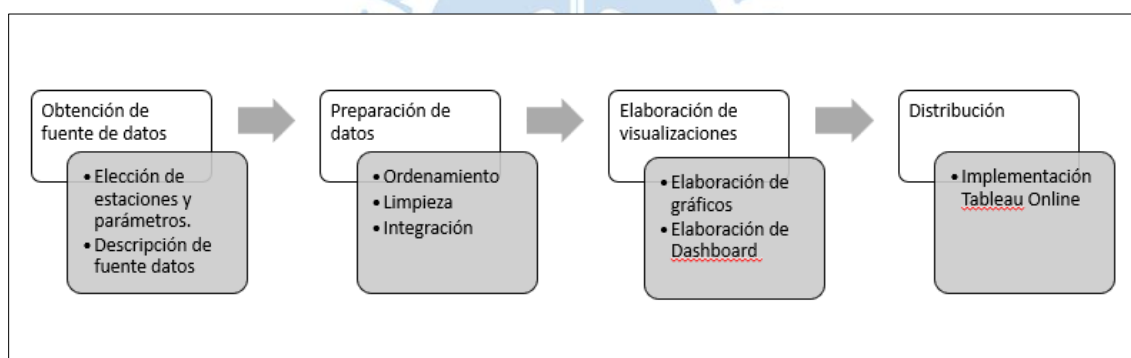 Obtención de
fuente de datos
• Elección de
estaciones y
parámetros.
• Descripción de
fuente datos
Preparación de
datos
• Ordenamiento
• Limpieza
• Integración
Elaboración de
visualizaciones
• Elaboración de
gráficos
• Elaboración de
Dashboard
Distribución
• Implementación
Tableau Online